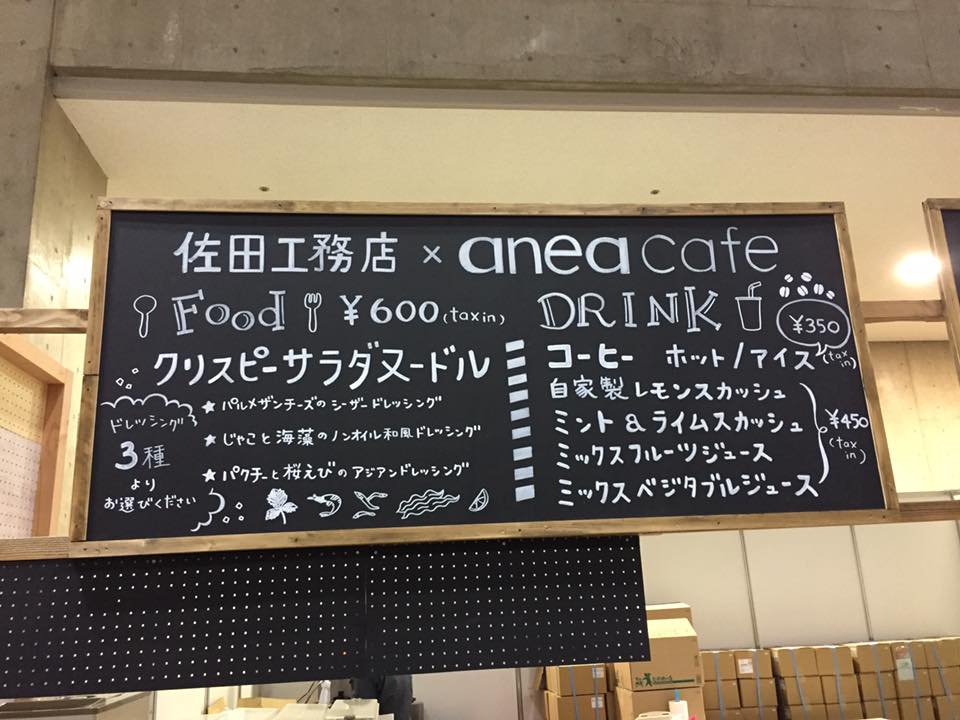 佐田工務店 × anea cafe
Food ¥600 (tax in)
クリスピーサラダヌードル
ドレッシング
3種
より
お選びください
★ パルメザンチーズの シーザードレッシング
★ じゃこと海藻のノンオイル和風ドレッシング
★ パクチーと桜えびのアジアンドレッシング
DRINK
コーヒー ホット/アイス
¥350
(tax in)
自家製レモンスカッシュ
ミント&ライムスカッシュ
ミックスフルーツジュース
ミックスベジタブルジュース
¥450
(tax in)